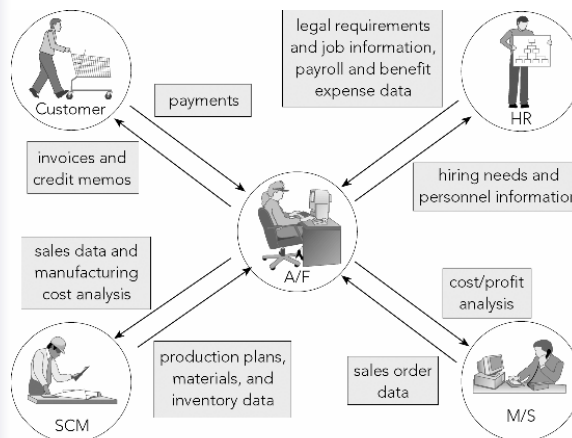 legal requirements
and job information,
payroll and benefit
expense data
Customer
payments
HR
invoices and
credit memos
hiring needs and
personnel information
A/F
sales data and
manufacturing
cost analysis
cost/profit
analysis
production plans,
materials, and
inventory data
sales order
data
SCM
M/S